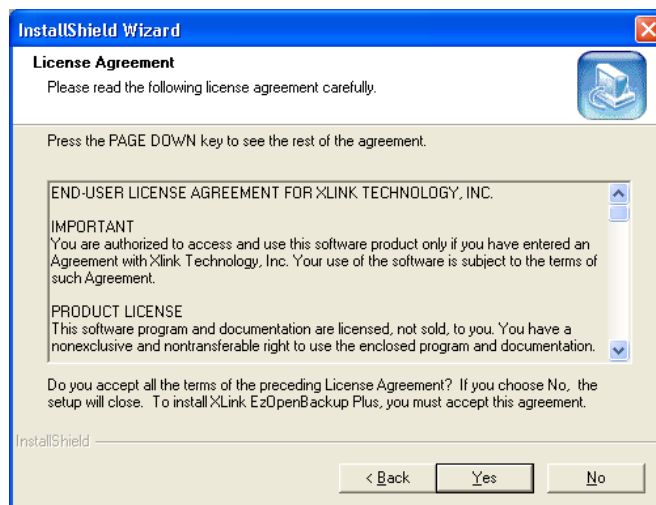 InstallShield Wizard
License Agreement
Please read the following license agreement carefully.
Press the PAGE DOWN key to see the rest of the agreement.
END-USER LICENSE AGREEMENT FOR XLINK TECHNOLOGY, INC.
IMPORTANT
You are authorized to access and use this software product only if you have entered an
Agreement with Xlink Technology, Inc. Your use of the software is subject to the terms of
such Agreement.
PRODUCT LICENSE
This software program and documentation are licensed, not sold, to you. You have a
nonexclusive and nontransferable right to use the enclosed program and documentation.
Do you accept all the terms of the preceding License Agreement? If you choose No, the
setup will close. To install XLink EzOpenBackup Plus, you must accept this agreement.
InstallShield
< Back
Yes
No